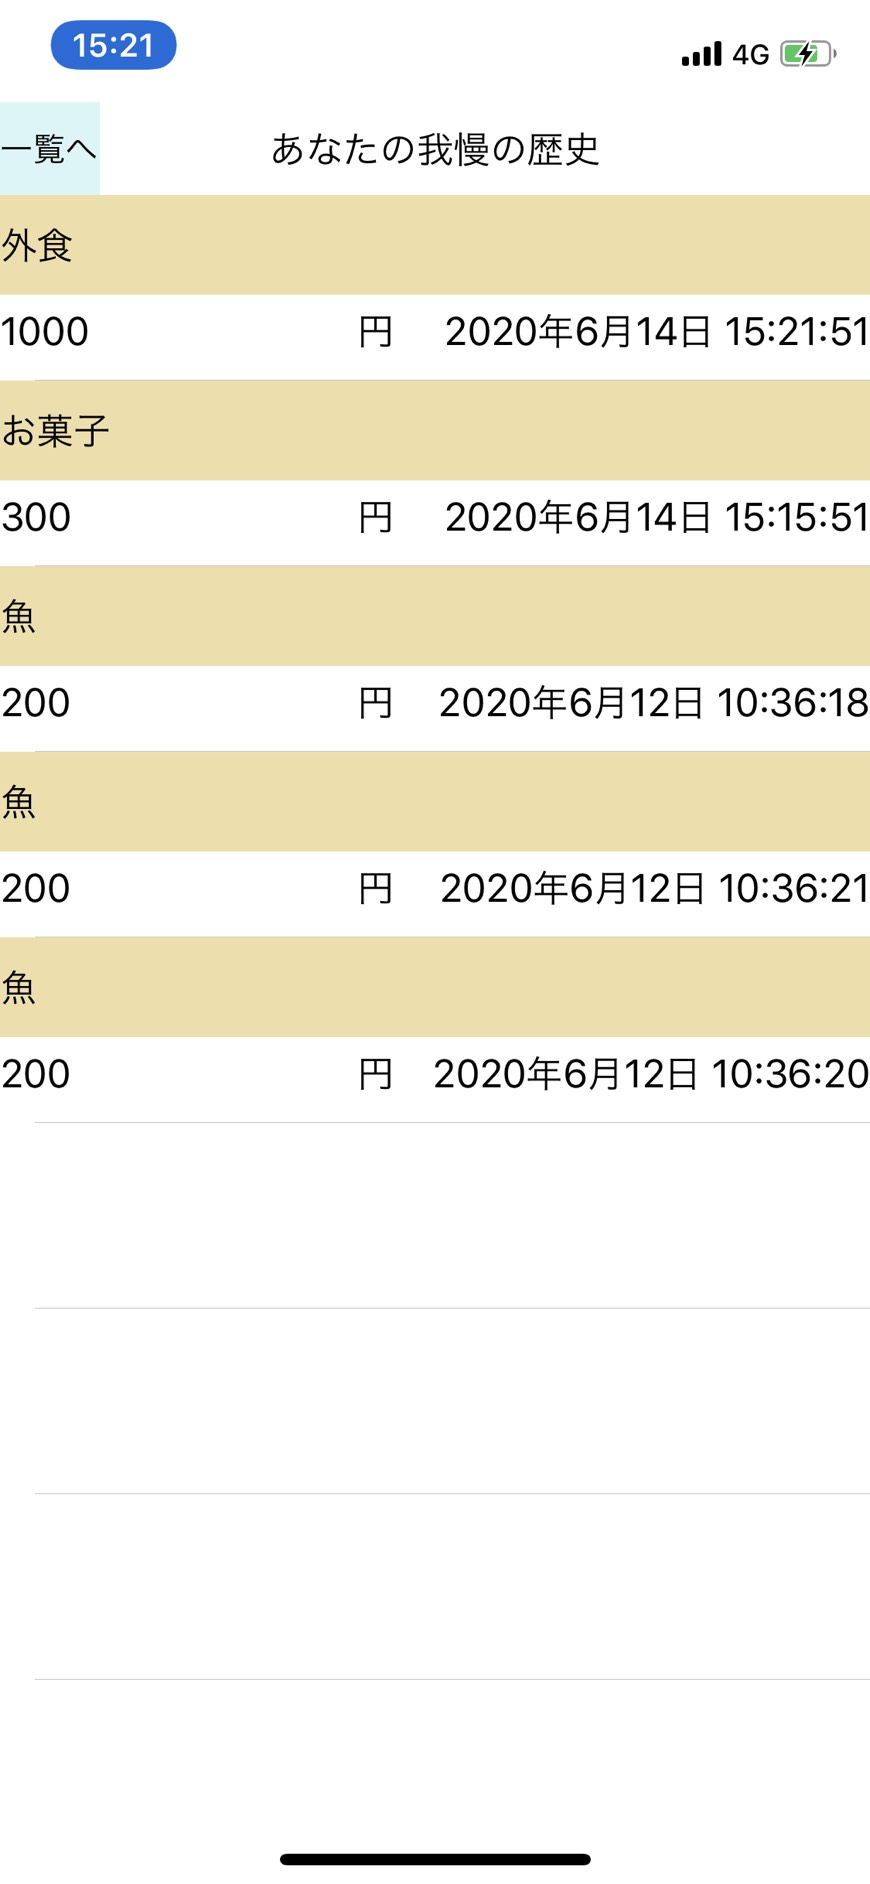 15:21 4G
一覧へ あなたの我慢の歴史
外食
1000 円 2020年6月14日 15:21:51
お菓子
300 円 2020年6月14日 15:15:51
魚
200 円 2020年6月12日 10:36:18
魚
200 円 2020年6月12日 10:36:21
魚
200 円 2020年6月12日 10:36:20